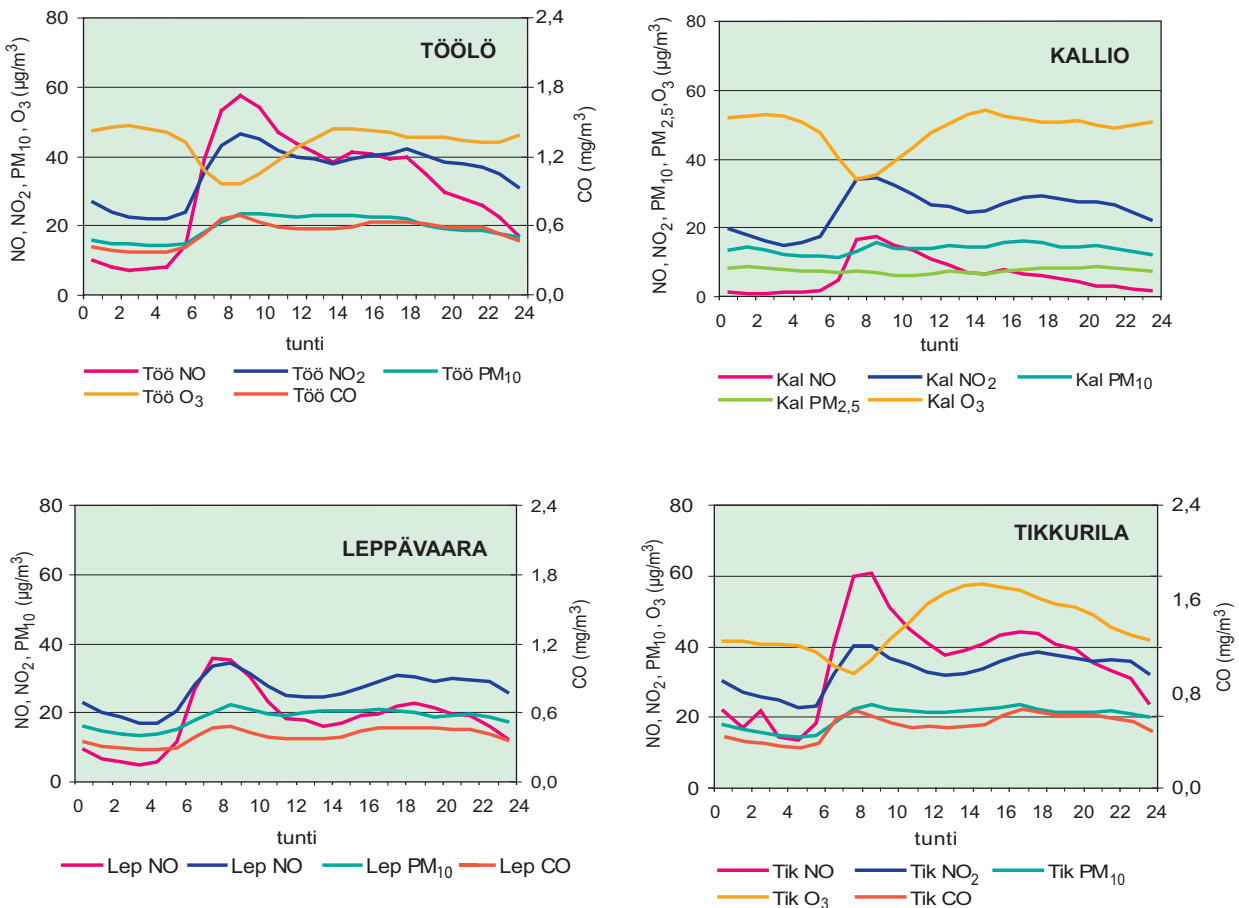 TÖÖLÖ
NO, NO2, PM10, O3 (µg/m3)
80
60
40
20
0
CO (mg/m3)
2,4
1,8
1,2
0,6
0,0
0 2 4 6 8 10 12 14 16 18 20 22 24
tunti
Töö NO Töö NO2 Töö PM10
Töö O3 Töö CO
KALLIO
NO, NO2, PM10, PM2,5,O3 (µg/m3)
80
60
40
20
0
0 2 4 6 8 10 12 14 16 18 20 22 24
tunti
Kal NO Kal NO2 Kal PM10
Kal PM2,5 Kal O3
LEPPÄVAARA
NO, NO2, PM10 (µg/m3)
80
60
40
20
0
CO (mg/m3)
2,4
1,8
1,2
0,6
0,0
0 2 4 6 8 10 12 14 16 18 20 22 24
tunti
Lep NO Lep NO Lep PM10 Lep CO
TIKKURILA
NO, NO2, PM10, O3 (µg/m3)
80
60
40
20
0
CO (mg/m3)
2,4
1,6
0,8
0,0
0 2 4 6 8 10 12 14 16 18 20 22 24
tunti
Tik NO Tik NO2 Tik PM10
Tik O3 Tik CO